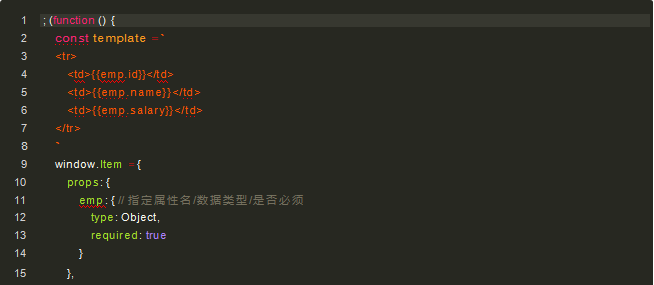 1 ; (function () {
2 const template =`
3 <tr>
4 <td>{{emp.id}}</td>
5 <td>{{emp.name}}</td>
6 <td>{{emp.salary}}</td>
7 </tr>
8 `
9 window.Item ={
10 props: {
11 emp: { // 指定属性名/数据类型/是否必须
12 type: Object,
13 required: true
14 }
15 },